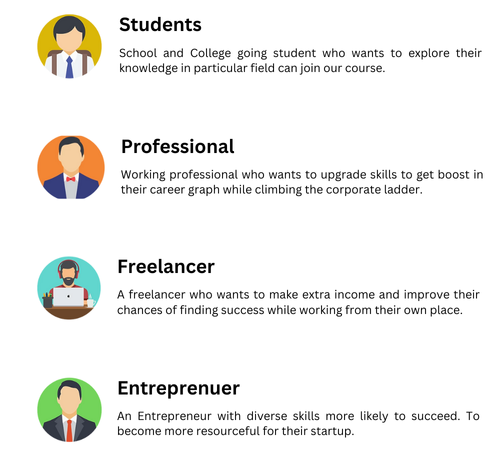 Students
School and College going student who wants to explore their
knowledge in particular field can join our course.
Professional
Working professional who wants to upgrade skills to get boost in
their career graph while climbing the corporate ladder.
Freelancer
A freelancer who wants to make extra income and improve their
chances of finding success while working from their own place.
Entreprenuer
An Entrepreneur with diverse skills more likely to succeed. To
become more resourceful for their startup.